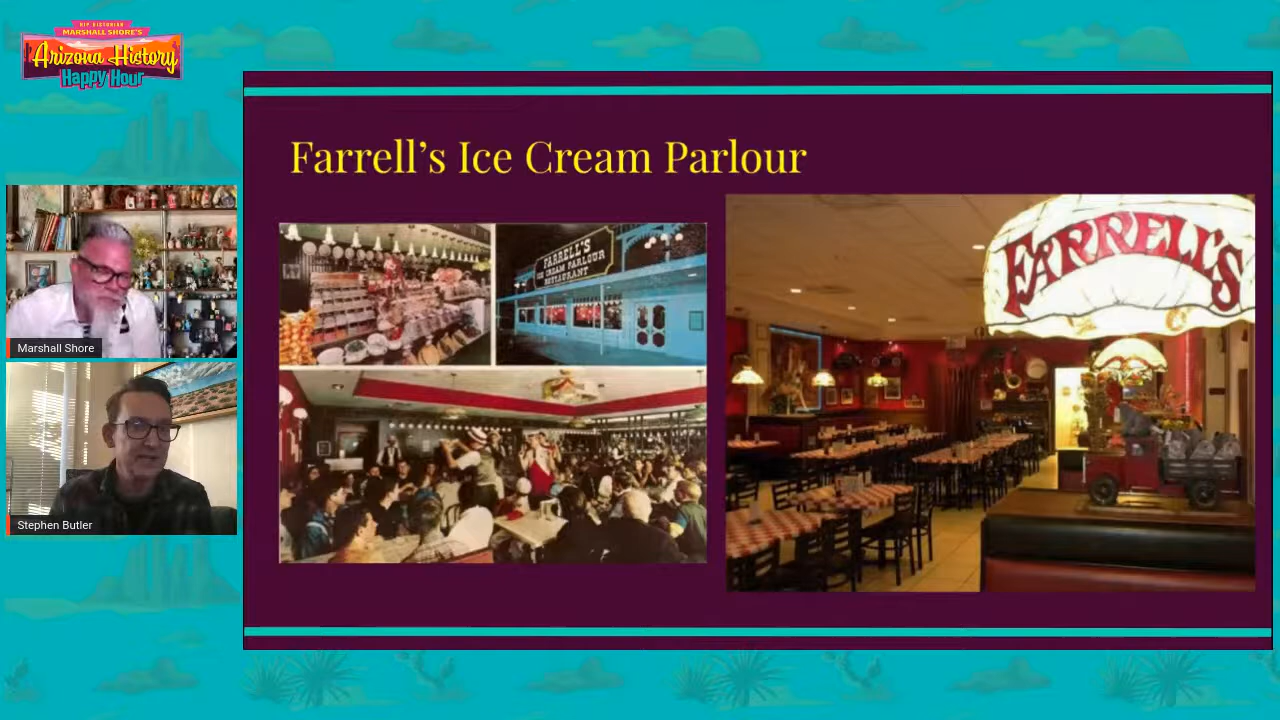 HIP HISTORIAN
MARSHALL SHORE'S
Arizona History
Happy Hour
Farrell's Ice Cream Parlour
FARRELL'S
ICE CREAM PARLOUR
RESTAURANT
FARRELL'S
Marshall Shore
Stephen Butler